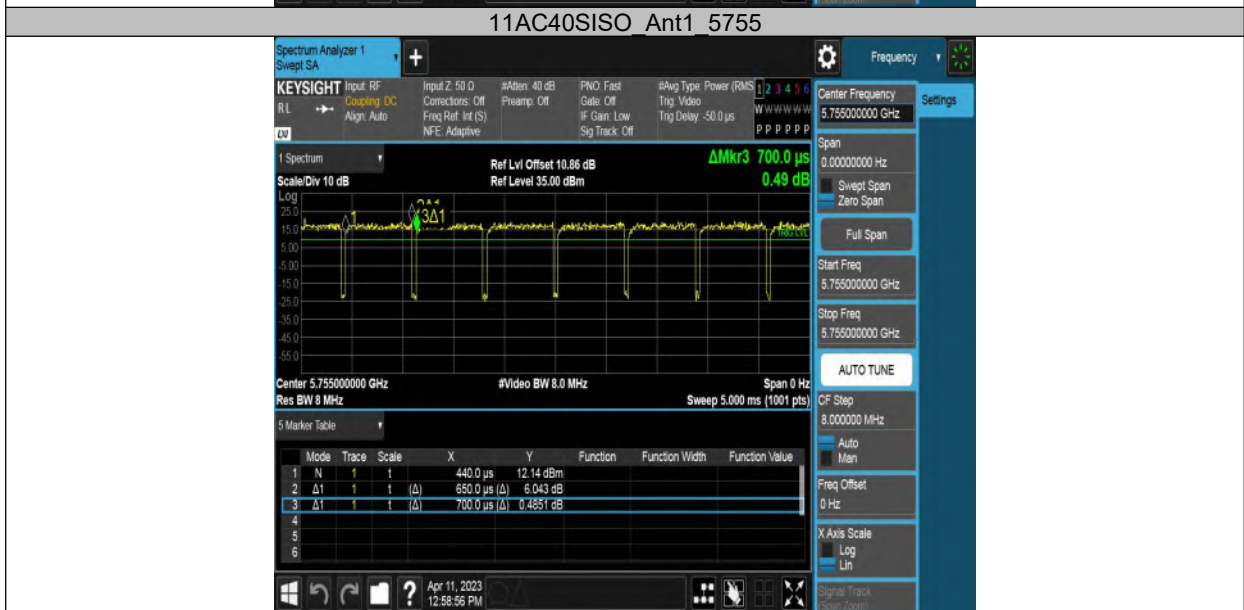 11AC40SISO_Ant1_5755
Spectrum Analyzer 1
Swept SA
+
Frequency
KEYSIGHT Input: RF
RL
Coupling: DC
Align: Auto
Input Z: 50 Ω
Corrections: Off
Freq Ref: Int (S)
NFE: Adaptive
#Atten: 40 dB
Preamp: Off
PNO: Fast
Gate: Off
IF Gain: Low
Sig Track: Off
#Avg Type: Power (RMS
Trig: Video
Trig Delay: -50.0 µs
1 2 3 4 5 6
W W W W W W
P P P P P P
Center Frequency
5.755000000 GHz
Settings
Span
0.00000000 Hz
Swept Span
Zero Span
Full Span
Start Freq
5.755000000 GHz
Stop Freq
5.755000000 GHz
AUTO TUNE
CF Step
8.000000 MHz
Auto
Man
Freq Offset
0 Hz
X Axis Scale
Log
Lin
Signal Track
(Span Zoom)
1 Spectrum
Scale/Div 10 dB
Ref Lvl Offset 10.86 dB
Ref Level 35.00 dBm
ΔMkr3 700.0 µs
0.49 dB
Log
25.0
15.0
5.00
-5.00
-15.0
-25.0
-35.0
-45.0
-55.0
1
3Δ1
TRIG LVL
Center 5.755000000 GHz
#Video BW 8.0 MHz
Span 0 Hz
Res BW 8 MHz
Sweep 5.000 ms (1001 pts)
5 Marker Table
Mode Trace Scale X Y Function Function Width Function Value
1 N 1 t 440.0 µs 12.14 dBm
2 Δ1 1 t (Δ) 650.0 µs (Δ) 6.043 dB
3 Δ1 1 t (Δ) 700.0 µs (Δ) 0.4851 dB
4
5
6
?
Apr 11, 2023
12:58:56 PM